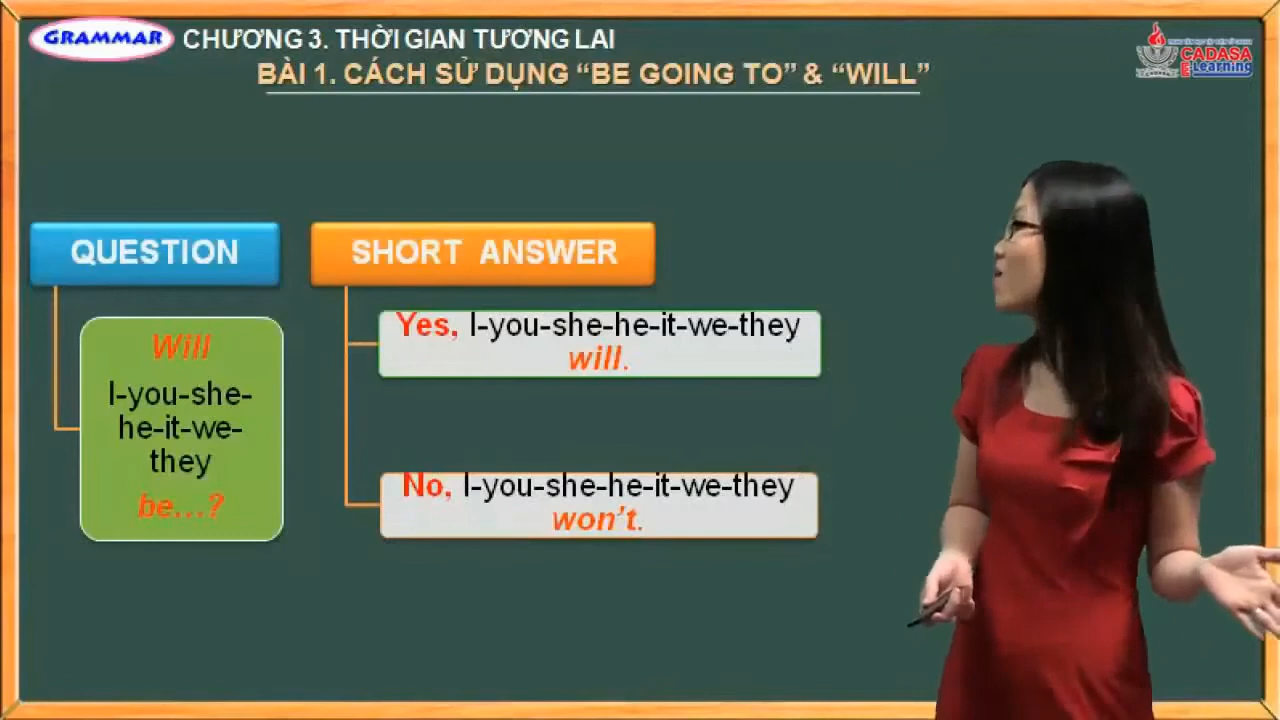 GRAMMAR
CHƯƠNG 3. THỜI GIAN TƯƠNG LAI
BÀI 1. CÁCH SỬ DỤNG “BE GOING TO” & “WILL”
CADASA
E Learning
QUESTION
SHORT ANSWER
Will
I-you-she-
he-it-we-
they
be...?
Yes, I-you-she-he-it-we-they
will.
No, I-you-she-he-it-we-they
won’t.